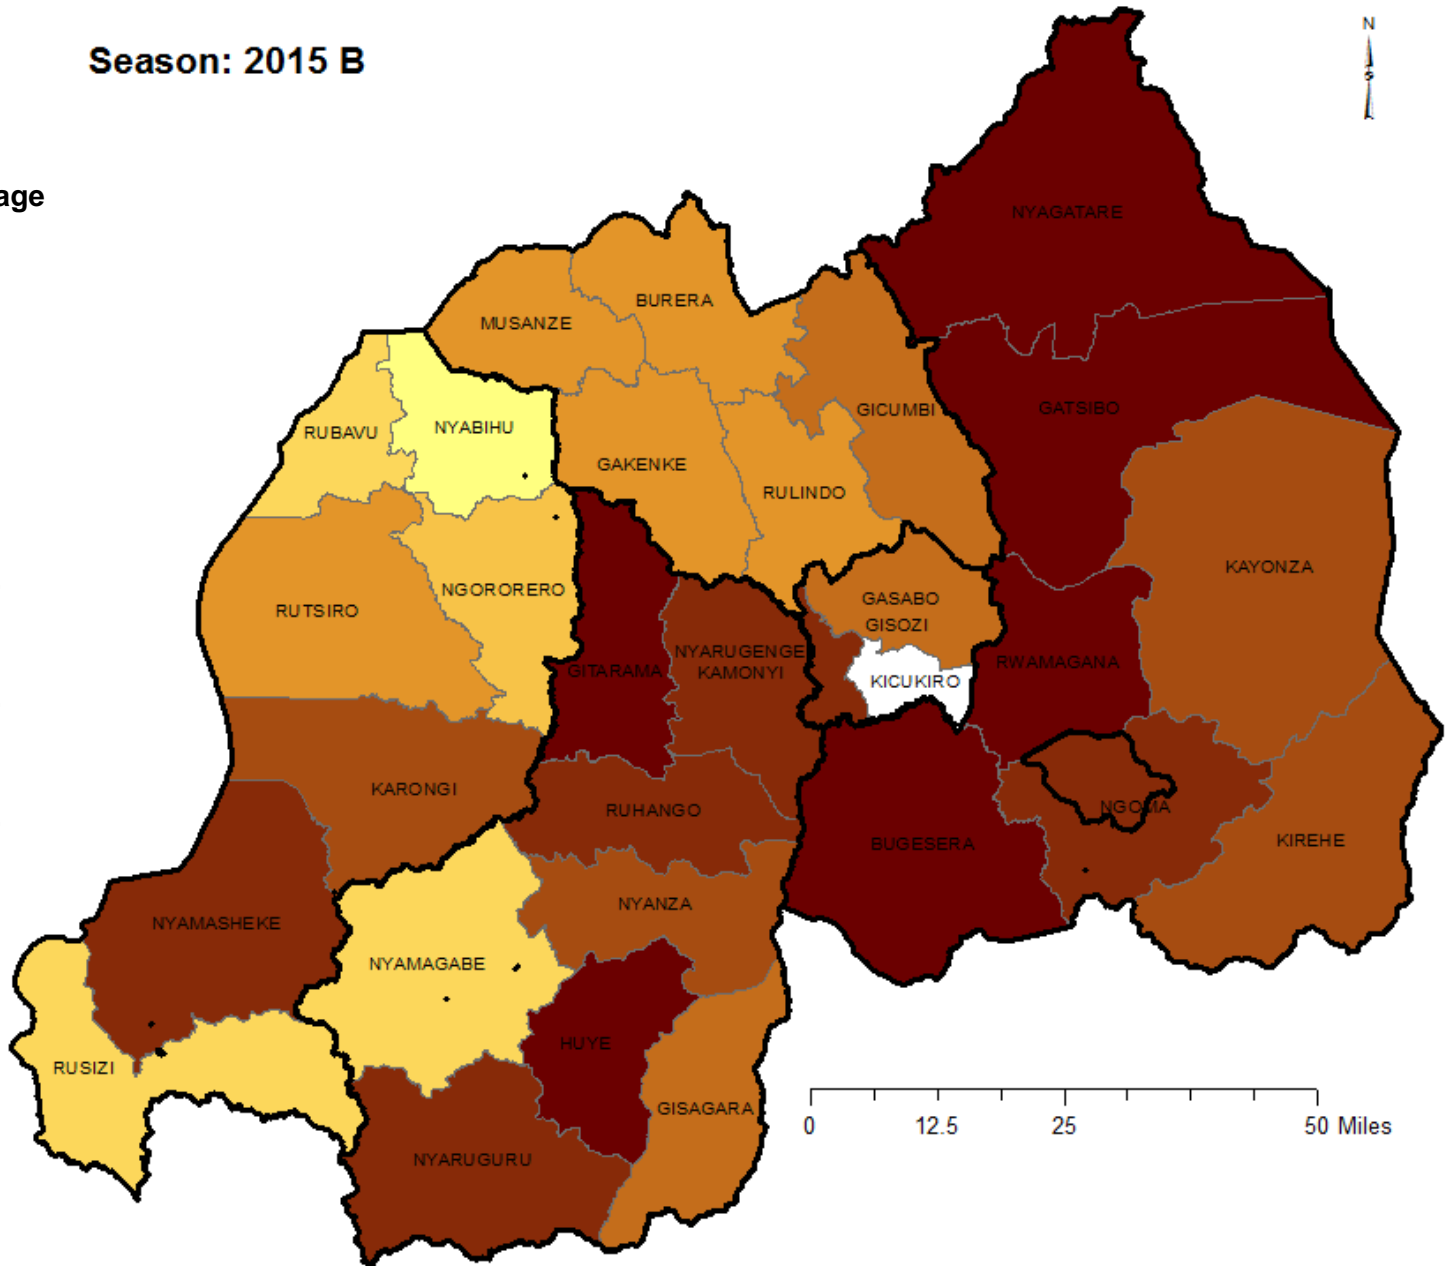 Season: 2015 B
N
S
age
NYAGATARE
BURERA
MUSANZE
GATSIBO
GICUMBI
NYABIHU
RUBAVU
GAKENKE
RULINDO
KAYONZA
NGORORERO
GASABO
RUTSIRO
GISOZI
NYARUGENGE
RWAMAGANA
GITARAMA
KAMONYI
KICUKIRO
KARONGI
RUHANGO
NGOMA
BUGESERA
KIREHE
NYANZA
NYAMASHEKE
NYAMAGABE
HUYE
RUSIZI
GISAGARA
NYARUGURU
0 12.5 25 50 Miles